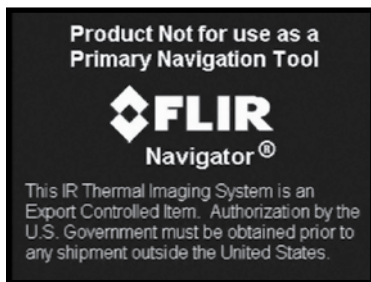 Product Not for use as a
Primary Navigation Tool
FLIR
Navigator®
This IR Thermal Imaging System is an
Export Controlled Item. Authorization by the
U.S. Government must be obtained prior to
any shipment outside the United States.